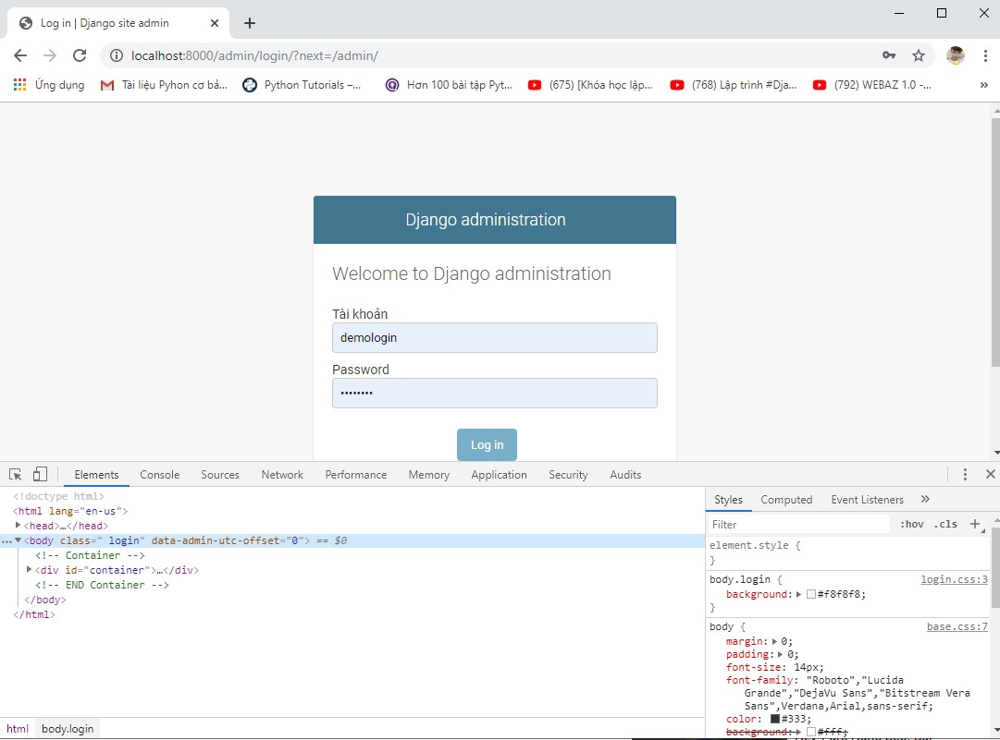 Log in | Django site admin
localhost:8000/admin/login/?next=/admin/
Ứng dụng Tài liệu Pyhon cơ bả... Python Tutorials –... Hơn 100 bài tập Pyt... (675) [Khóa học lập... (768) Lập trình #Dja... (792) WEBAZ 1.0 -... »
Django administration
Welcome to Django administration
Tài khoản
demologin
Password
••••••••
Log in
Elements Console Sources Network Performance Memory Application Security Audits
<!doctype html>
<html lang="en-us">
<head>…</head>
<body class=" login" data-admin-utc-offset="0"> == $0
<!-- Container -->
<div id="container">…</div>
<!-- END Container -->
</body>
</html>
html body.login
Styles Computed Event Listeners »
Filter :hov .cls +
element.style {
}
body.login { login.css:3
background: #f8f8f8;
}
body { base.css:7
margin: 0;
padding: 0;
font-size: 14px;
font-family: "Roboto","Lucida
Grande","DejaVu Sans","Bitstream Vera
Sans",Verdana,Arial,sans-serif;
color: #333;
background: #fff;